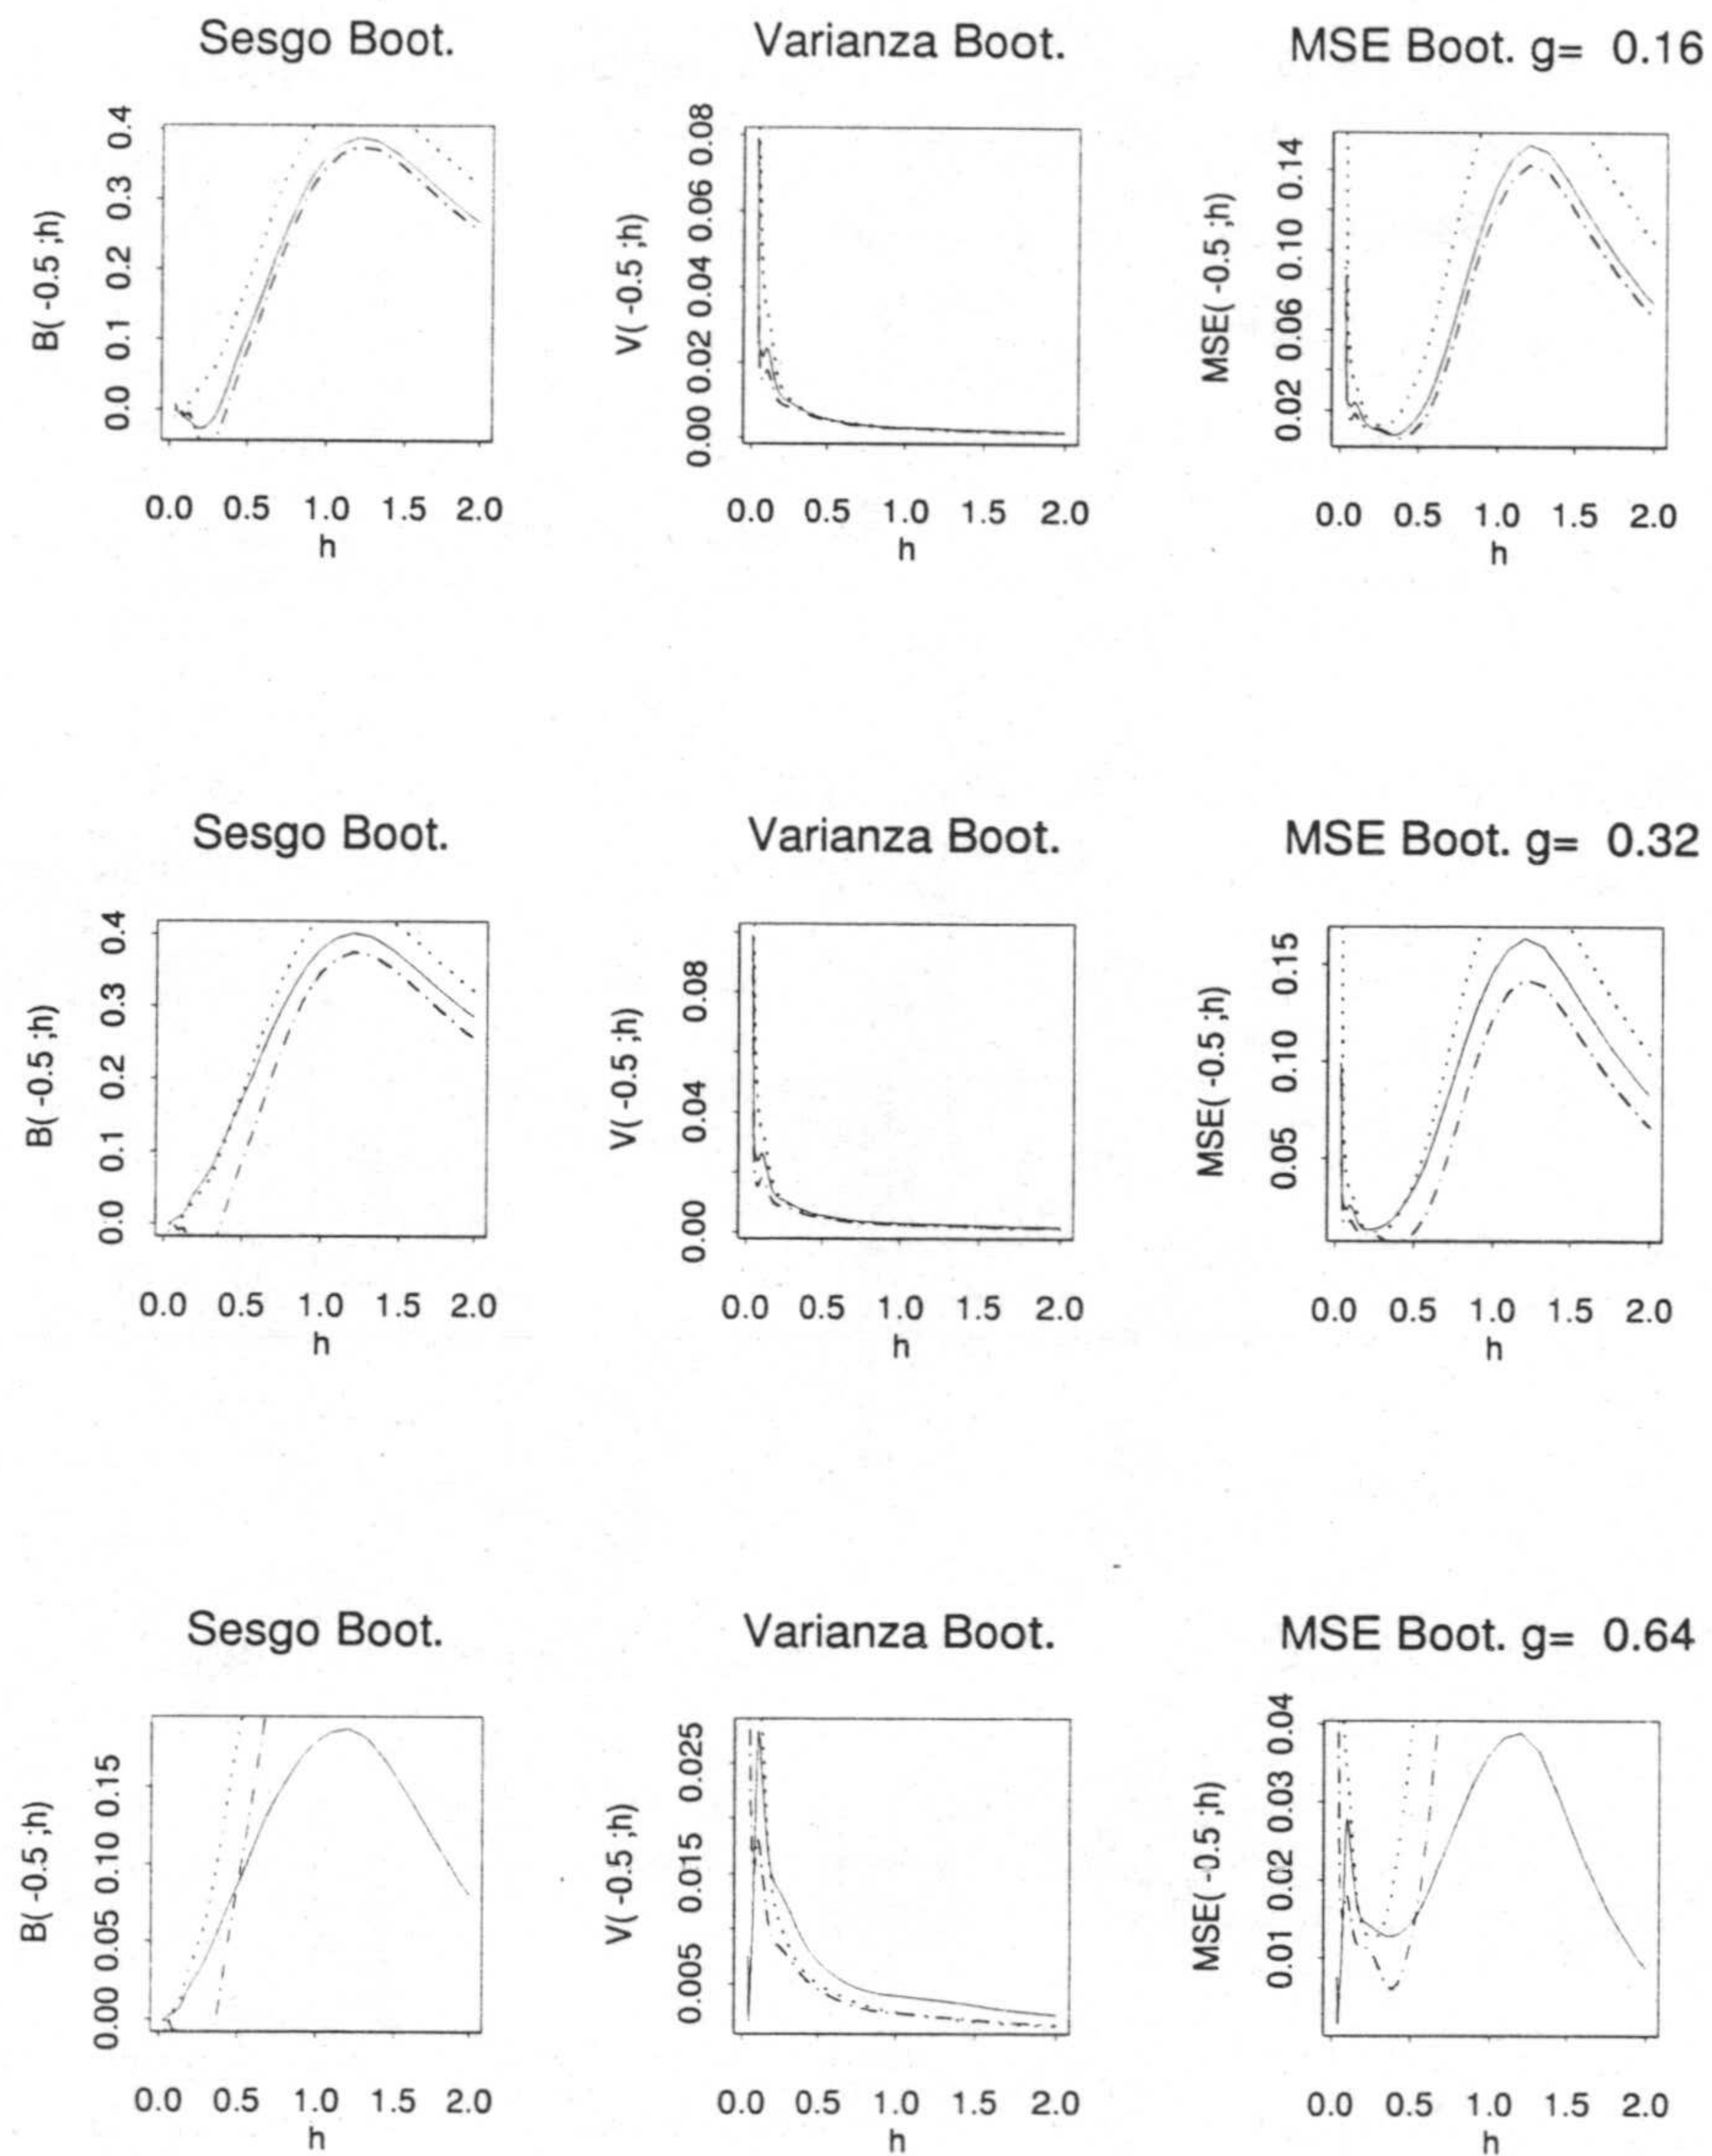 Sesgo Boot.
Varianza Boot.
MSE Boot. g= 0.16
B( -0.5 ;h)
0.0 0.1 0.2 0.3 0.4
0.0 0.5 1.0 1.5 2.0
h
V( -0.5 ;h)
0.00 0.02 0.04 0.06 0.08
0.0 0.5 1.0 1.5 2.0
h
MSE( -0.5 ;h)
0.02 0.06 0.10 0.14
0.0 0.5 1.0 1.5 2.0
h
Sesgo Boot.
Varianza Boot.
MSE Boot. g= 0.32
B( -0.5 ;h)
0.0 0.1 0.2 0.3 0.4
0.0 0.5 1.0 1.5 2.0
h
V( -0.5 ;h)
0.00 0.04 0.08
0.0 0.5 1.0 1.5 2.0
h
MSE( -0.5 ;h)
0.05 0.10 0.15
0.0 0.5 1.0 1.5 2.0
h
Sesgo Boot.
Varianza Boot.
MSE Boot. g= 0.64
B( -0.5 ;h)
0.00 0.05 0.10 0.15
0.0 0.5 1.0 1.5 2.0
h
V( -0.5 ;h)
0.005 0.015 0.025
0.0 0.5 1.0 1.5 2.0
h
MSE( -0.5 ;h)
0.01 0.02 0.03 0.04
0.0 0.5 1.0 1.5 2.0
h